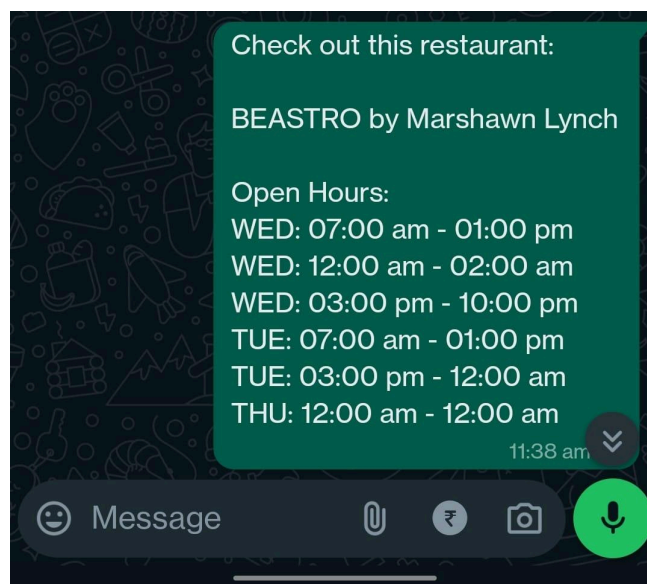 Check out this restaurant:
BEASTRO by Marshawn Lynch
Open Hours:
WED: 07:00 am - 01:00 pm
WED: 12:00 am - 02:00 am
WED: 03:00 pm - 10:00 pm
TUE: 07:00 am - 01:00 pm
TUE: 03:00 pm - 12:00 am
THU: 12:00 am - 12:00 am
11:38 am
Message
₹